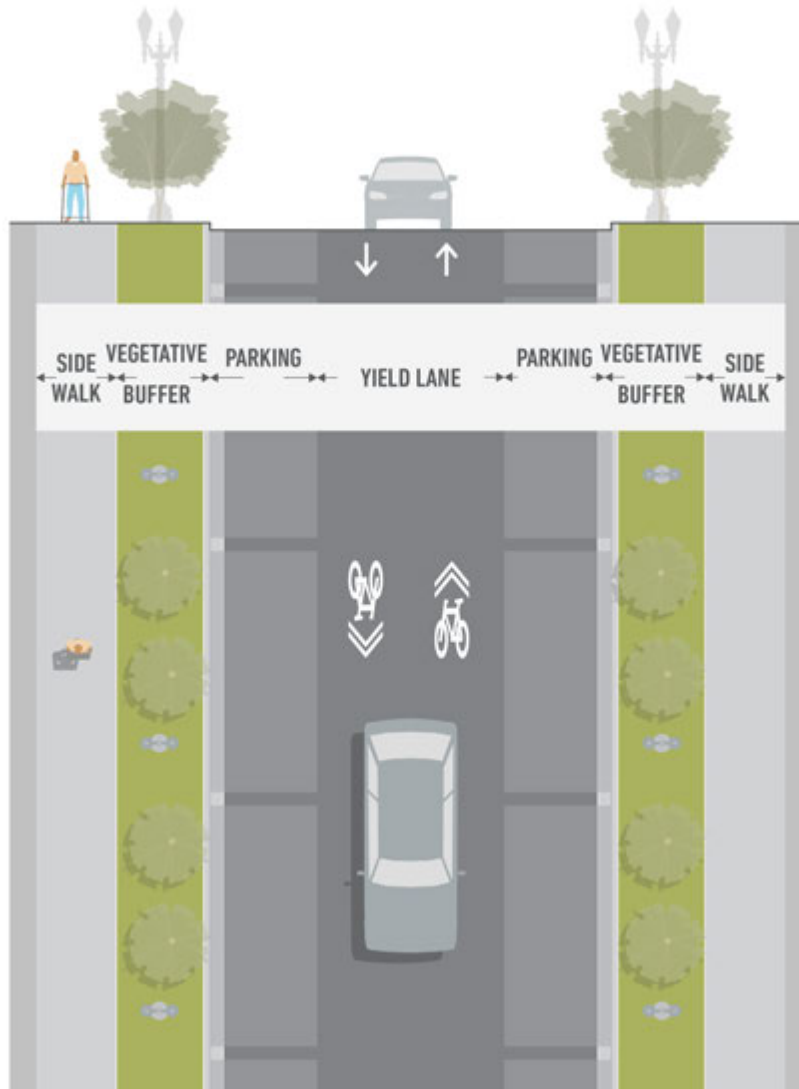 SIDE
WALK
VEGETATIVE
BUFFER
PARKING
YIELD LANE
PARKING
VEGETATIVE
BUFFER
SIDE
WALK